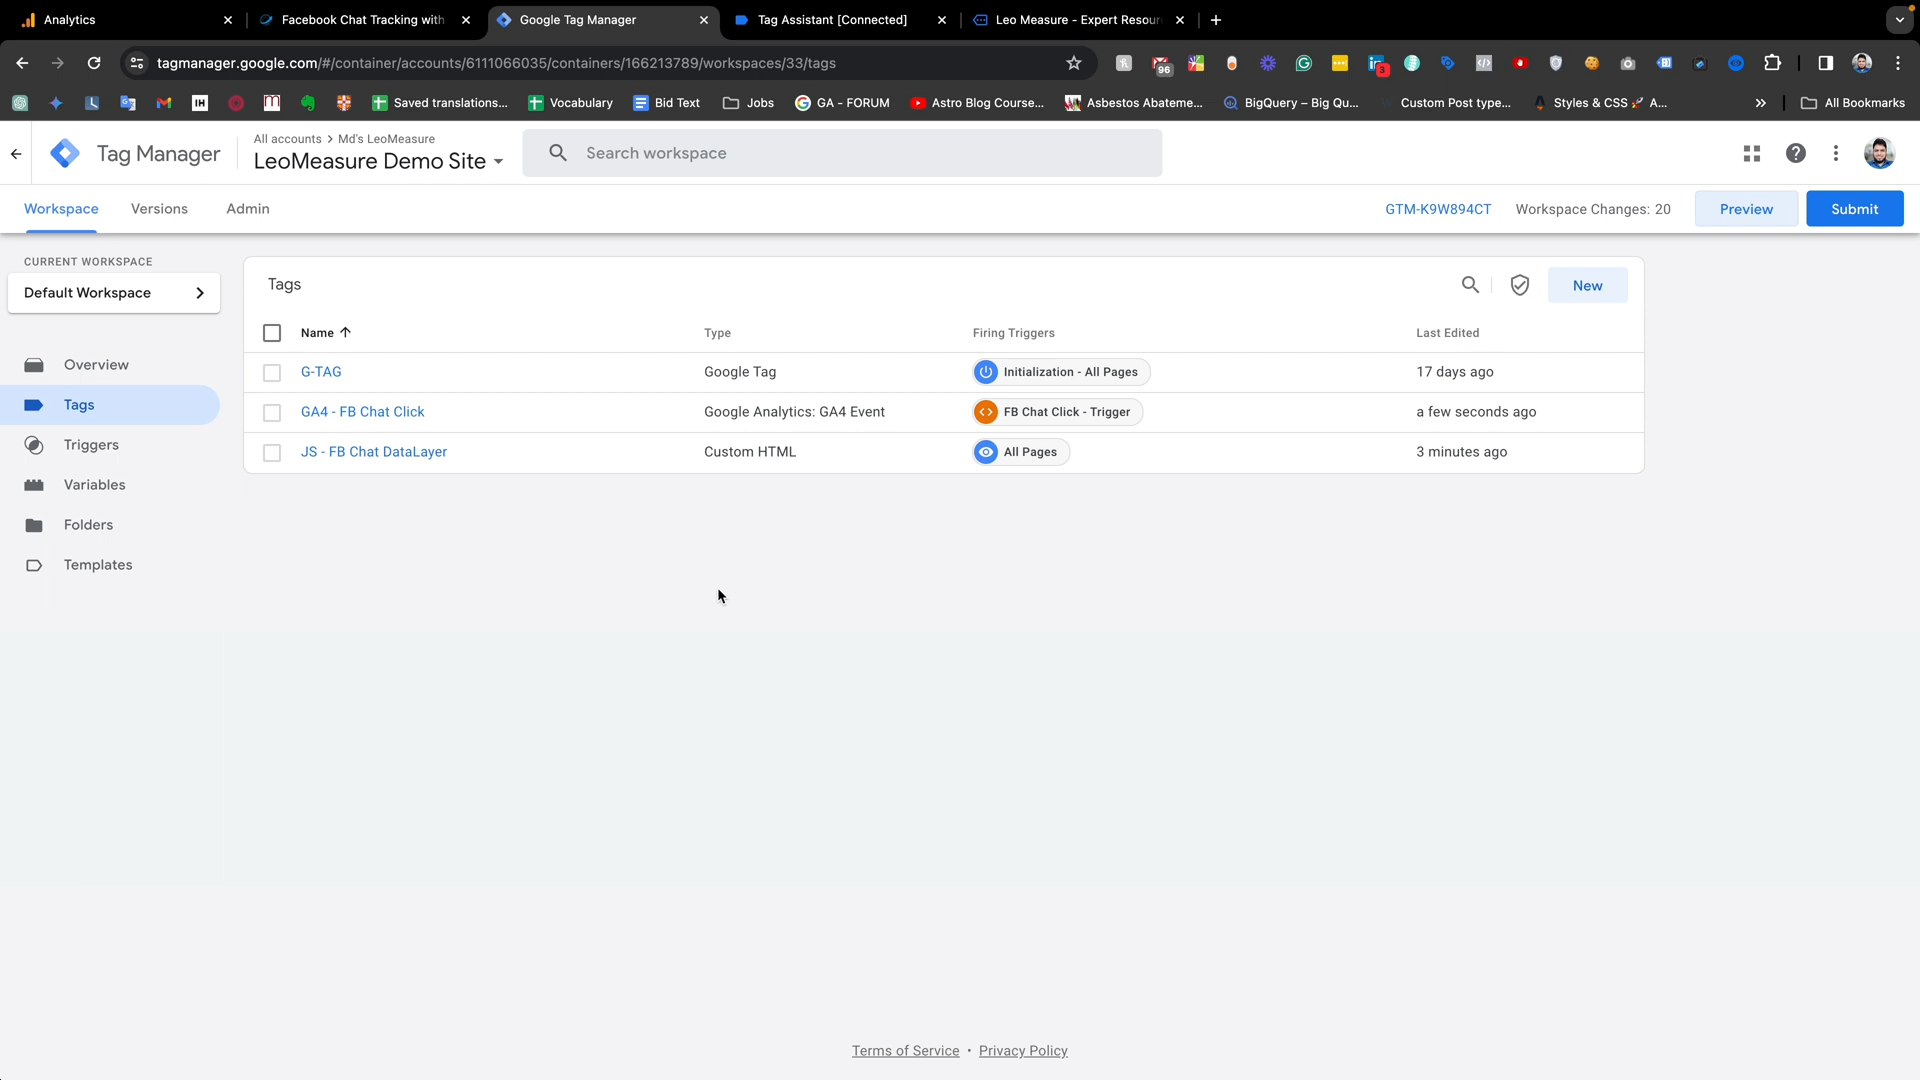 Analytics
Facebook Chat Tracking with
Google Tag Manager
Tag Assistant [Connected]
Leo Measure - Expert Resour
tagmanager.google.com/#/container/accounts/6111066035/containers/166213789/workspaces/33/tags
96
3
IH
Saved translations...
Vocabulary
Bid Text
Jobs
GA - FORUM
Astro Blog Course...
Asbestos Abateme...
BigQuery – Big Qu...
Custom Post type...
Styles & CSS 🚀 A...
All Bookmarks
Tag Manager
All accounts > Md's LeoMeasure
LeoMeasure Demo Site
Search workspace
Workspace
Versions
Admin
GTM-K9W894CT
Workspace Changes: 20
Preview
Submit
CURRENT WORKSPACE
Default Workspace
Overview
Tags
Triggers
Variables
Folders
Templates
Tags
New
Name
Type
Firing Triggers
Last Edited
G-TAG
Google Tag
Initialization - All Pages
17 days ago
GA4 - FB Chat Click
Google Analytics: GA4 Event
FB Chat Click - Trigger
a few seconds ago
JS - FB Chat DataLayer
Custom HTML
All Pages
3 minutes ago
Terms of Service • Privacy Policy